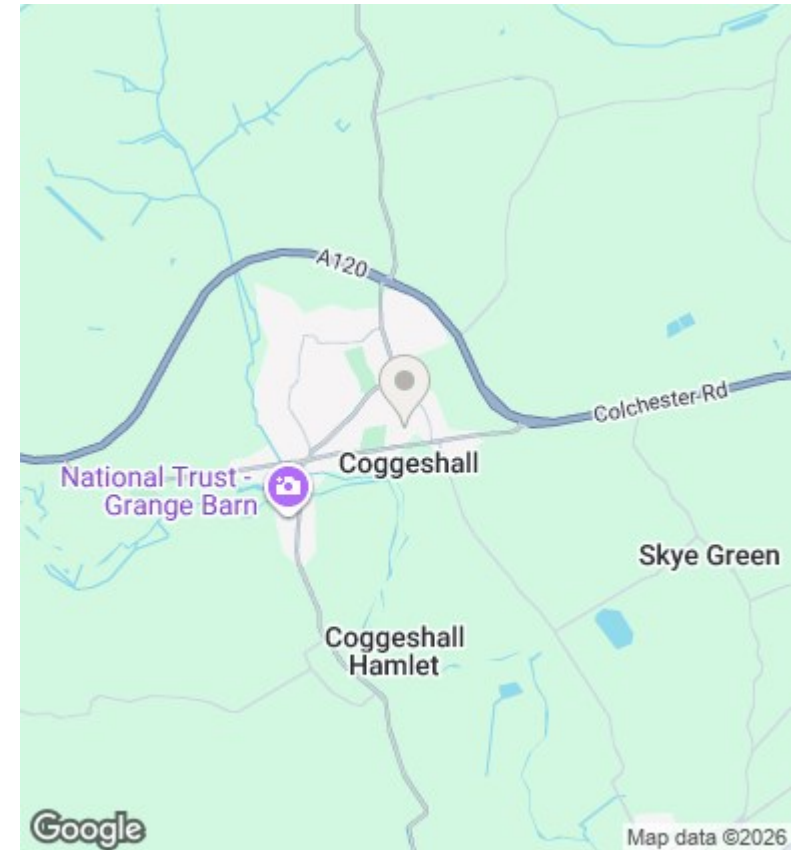 A120
Colchester Rd
Coggeshall
National Trust -
Grange Barn
Skye Green
Coggeshall
Hamlet
Google
Map data ©2026